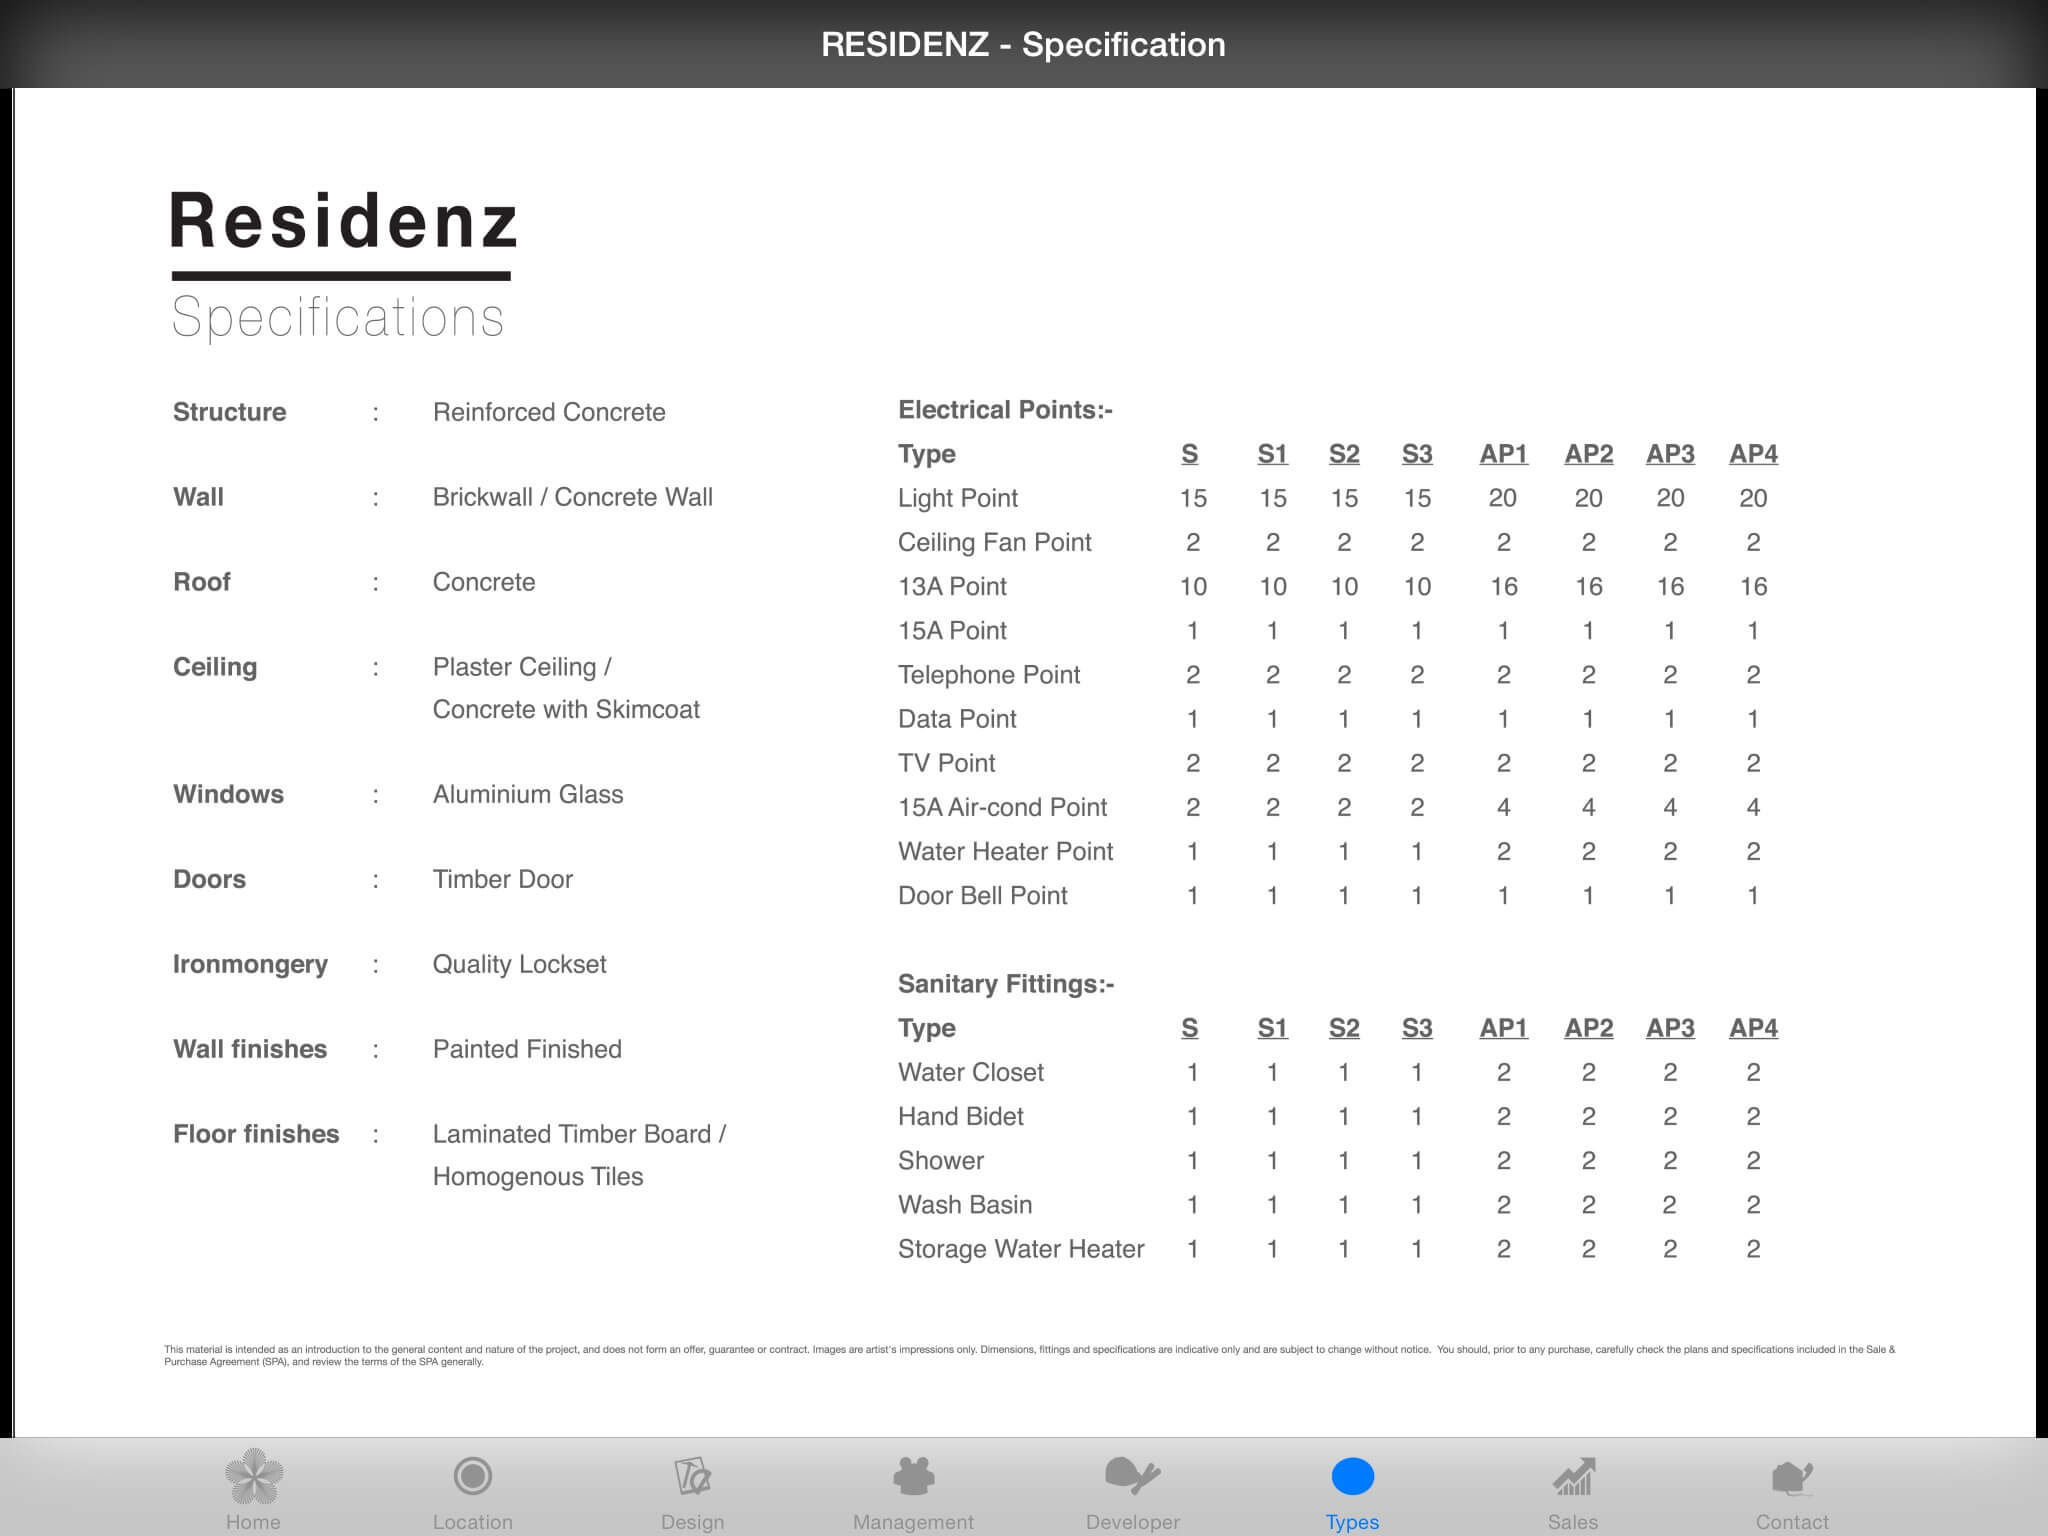 RESIDENZ - Specification
Residenz
Specifications
Structure : Reinforced Concrete
Wall : Brickwall / Concrete Wall
Roof : Concrete
Ceiling : Plaster Ceiling /
Concrete with Skimcoat
Windows : Aluminium Glass
Doors : Timber Door
Ironmongery : Quality Lockset
Wall finishes : Painted Finished
Floor finishes : Laminated Timber Board /
Homogenous Tiles
Electrical Points:-
Type S S1 S2 S3 AP1 AP2 AP3 AP4
Light Point 15 15 15 15 20 20 20 20
Ceiling Fan Point 2 2 2 2 2 2 2 2
13A Point 10 10 10 10 16 16 16 16
15A Point 1 1 1 1 1 1 1 1
Telephone Point 2 2 2 2 2 2 2 2
Data Point 1 1 1 1 1 1 1 1
TV Point 2 2 2 2 2 2 2 2
15A Air-cond Point 2 2 2 2 4 4 4 4
Water Heater Point 1 1 1 1 2 2 2 2
Door Bell Point 1 1 1 1 1 1 1 1
Sanitary Fittings:-
Type S S1 S2 S3 AP1 AP2 AP3 AP4
Water Closet 1 1 1 1 2 2 2 2
Hand Bidet 1 1 1 1 2 2 2 2
Shower 1 1 1 1 2 2 2 2
Wash Basin 1 1 1 1 2 2 2 2
Storage Water Heater 1 1 1 1 2 2 2 2
This material is intended as an introduction to the general content and nature of the project, and does not form an offer, guarantee or contract. Images are artist's impressions only. Dimensions, fittings and specifications are indicative only and are subject to change without notice. You should, prior to any purchase, carefully check the plans and specifications included in the Sale &
Purchase Agreement (SPA), and review the terms of the SPA generally.
Home Location Design Management Developer Types Sales Contact